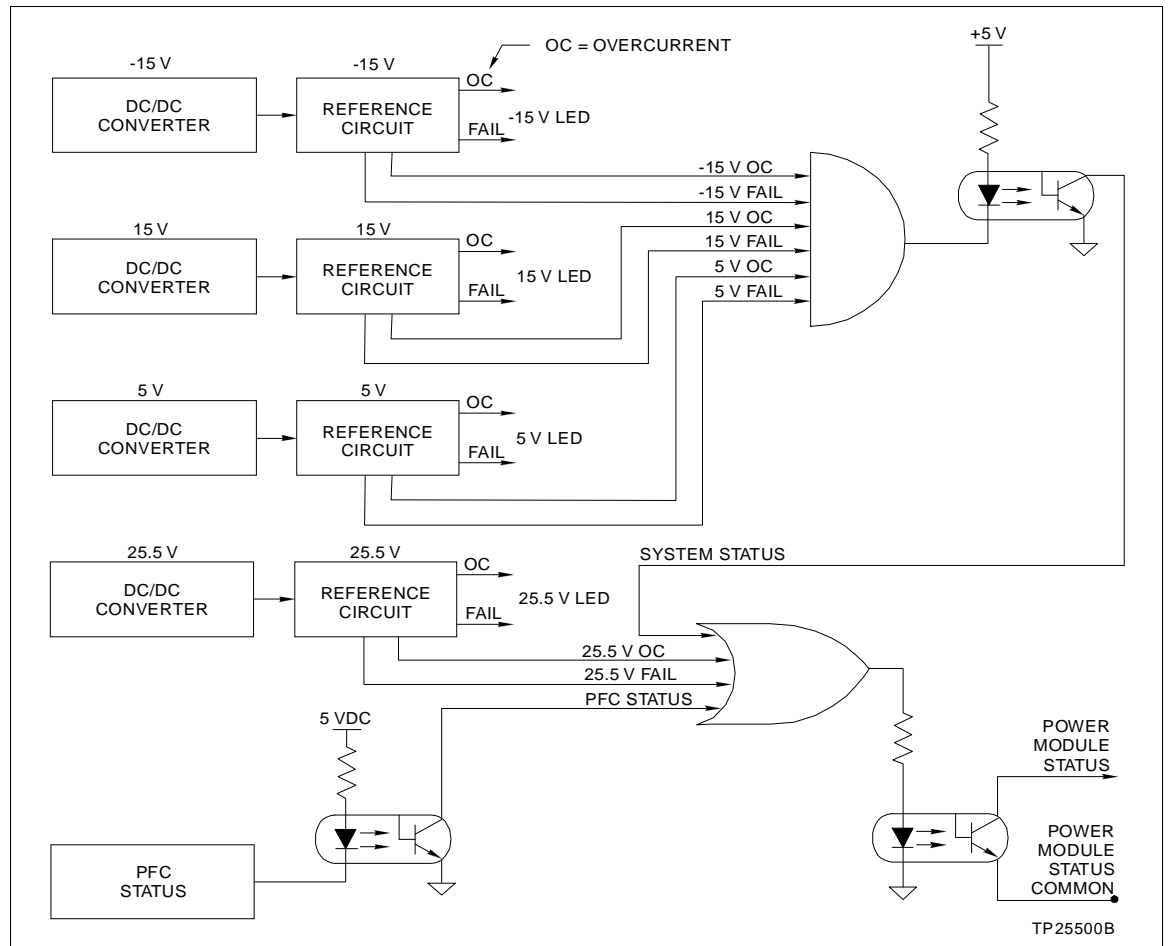 OC = OVERCURRENT
+5 V
-15 V
-15 V
DC/DC
CONVERTER
REFERENCE
CIRCUIT
OC
FAIL
-15 V LED
-15 V OC
-15 V FAIL
15 V OC
15 V FAIL
5 V OC
5 V FAIL
15 V
15 V
DC/DC
CONVERTER
REFERENCE
CIRCUIT
OC
FAIL
15 V LED
5 V
5 V
DC/DC
CONVERTER
REFERENCE
CIRCUIT
OC
FAIL
5 V LED
25.5 V
25.5 V
DC/DC
CONVERTER
REFERENCE
CIRCUIT
OC
FAIL
25.5 V LED
SYSTEM STATUS
25.5 V OC
25.5 V FAIL
PFC STATUS
5 VDC
PFC
STATUS
POWER
MODULE
STATUS
POWER
MODULE
STATUS
COMMON
TP25500B